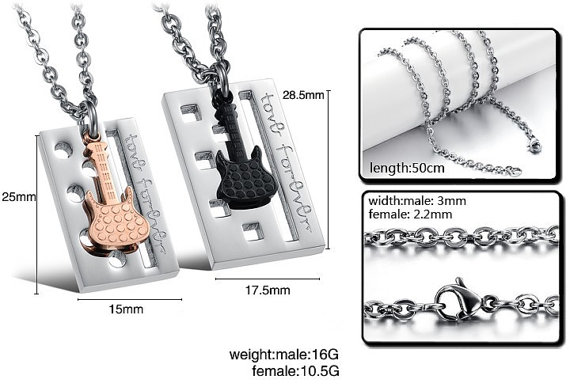 love forever
love forever
25mm
15mm
28.5mm
17.5mm
weight:male:16G
female:10.5G
length:50cm
width:male: 3mm
female: 2.2mm